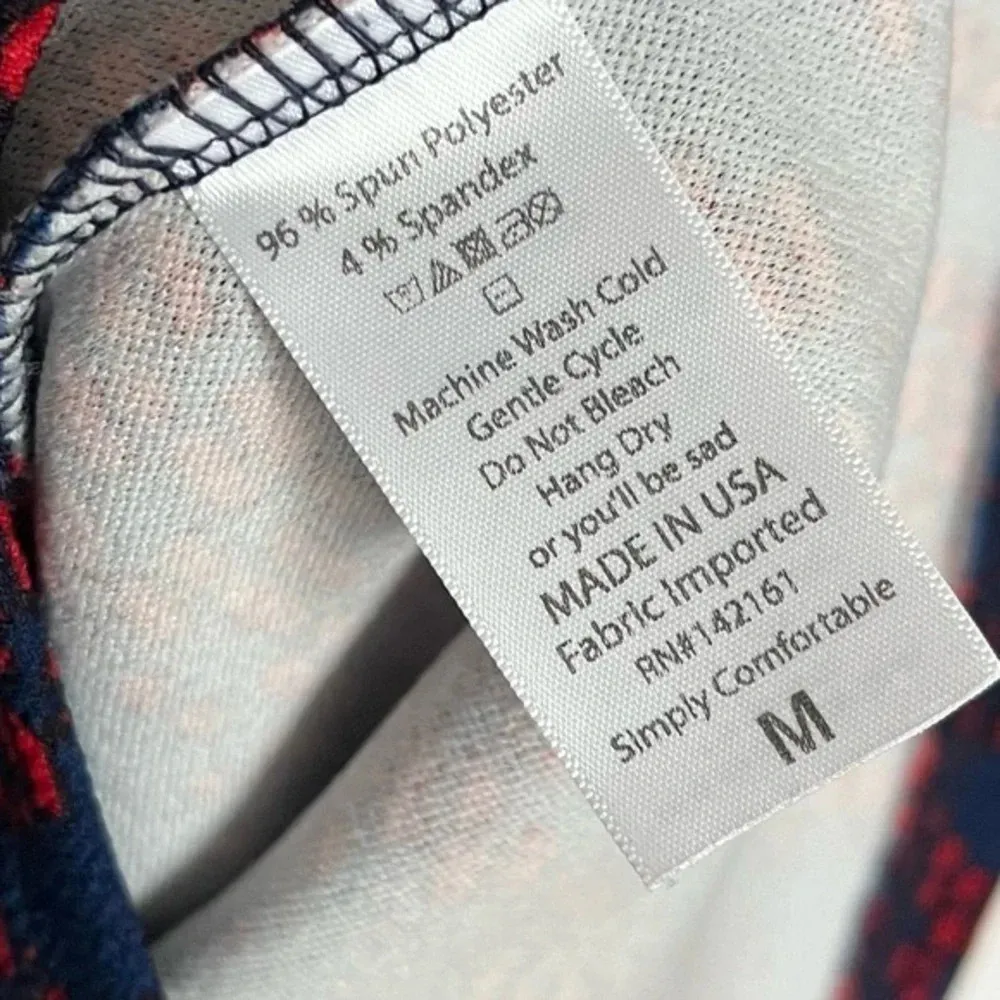 96 % Spun Polyester
4 % Spandex
Machine Wash Cold
Gentle Cycle
Do Not Bleach
Hang Dry
or you'll be sad
MADE IN USA
Fabric Imported
RN#142161
Simply Comfortable
M